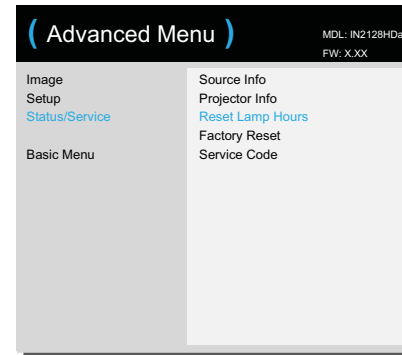 ( Advanced Menu )
MDL: IN2128HDa
FW: X.XX
Image
Setup
Status/Service
Basic Menu
Source Info
Projector Info
Reset Lamp Hours
Factory Reset
Service Code